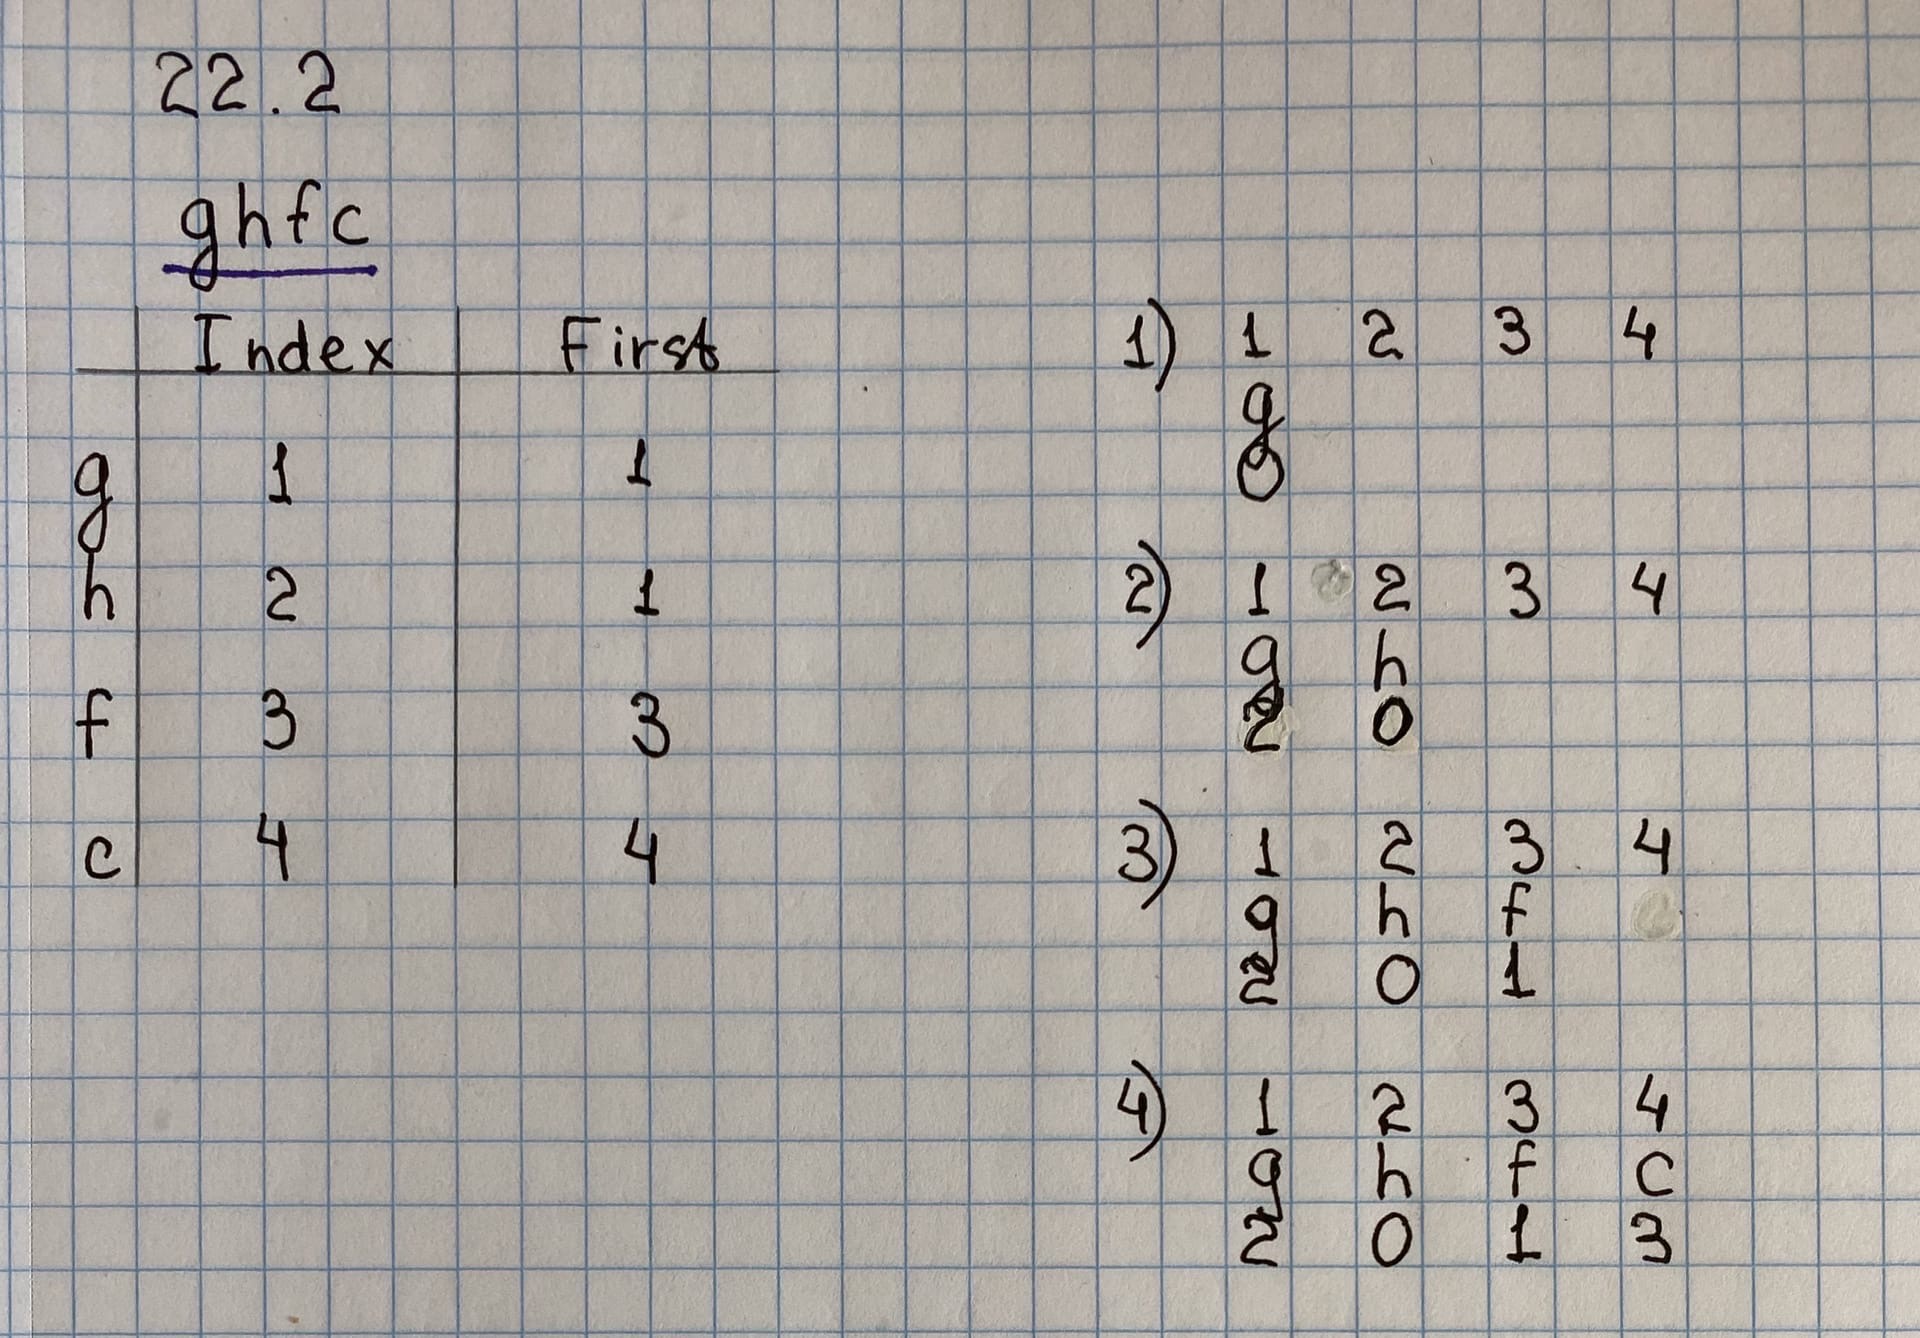 22.2
ghfc
Index First
g 1 1
h 2 1
f 3 3
c 4 4
1) 1 2 3 4
g
0
2) 1 2 3 4
g h
2 0
3) 1 2 3 4
g h f
2 0 1
4) 1 2 3 4
g h f c
2 0 1 3